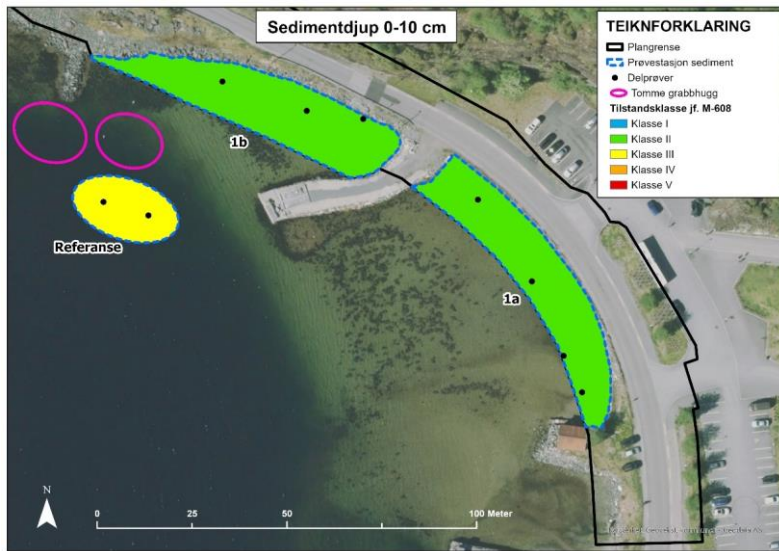 Sedimentdjup 0-10 cm
TEIKNFORKLARING
Plangrense
Prøvestasjon sediment
Delprøver
Tomme grabbhugg
Tilstandsklasse jf. M-608
Klasse I
Klasse II
Klasse III
Klasse IV
Klasse V
1b
Referanse
1a
N
0 50 100 Meter